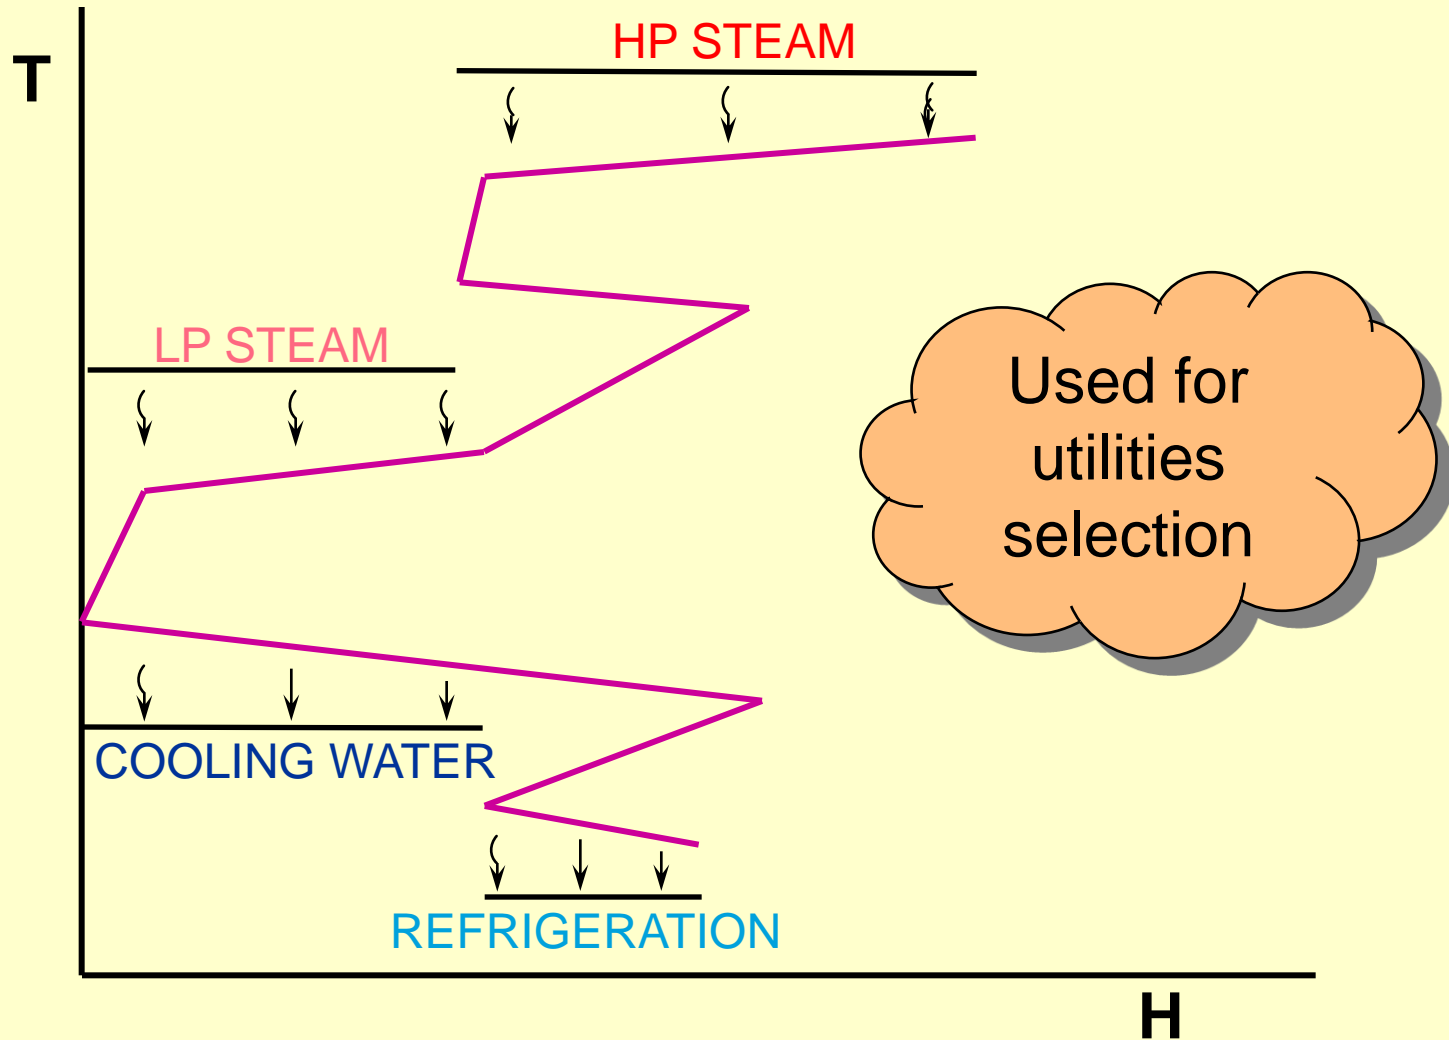 HP STEAM
T
LP STEAM
Used for
utilities
selection
COOLING WATER
REFRIGERATION
H